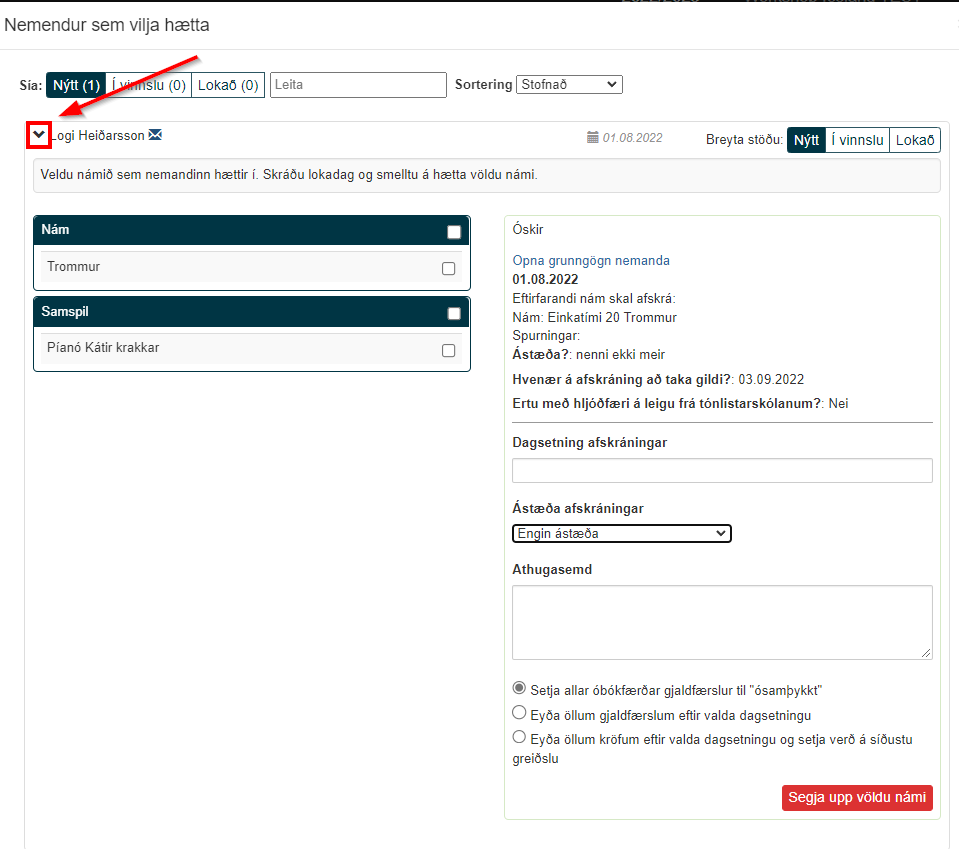 Nemendur sem vilja hætta
Sía: Nýtt (1) Í vinnslu (0) Lokað (0) Leita Sortering Stofnað
Logi Heiðarsson 01.08.2022 Breyta stöðu: Nýtt Í vinnslu Lokað
Veldu námið sem nemandinn hættir í. Skráðu lokadag og smelltu á hætta völdu námi.
Nám
Trommur
Samspil
Píanó Kátir krakkar
Óskir
Opna grunngögn nemanda
01.08.2022
Eftirfarandi nám skal afskrá:
Nám: Einkatími 20 Trommur
Spurningar:
Ástæða?: nenni ekki meir
Hvenær á afskráning að taka gildi?: 03.09.2022
Ertu með hljóðfæri á leigu frá tónlistarskólanum?: Nei
Dagsetning afskráningar
Ástæða afskráningar
Engin ástæða
Athugasemd
Setja allar óbókfærðar gjaldfærslur til "ósamþykkt"
Eyða öllum gjaldfærslum eftir valda dagsetningu
Eyða öllum kröfum eftir valda dagsetningu og setja verð á síðustu
greiðslu
Segja upp völdu námi